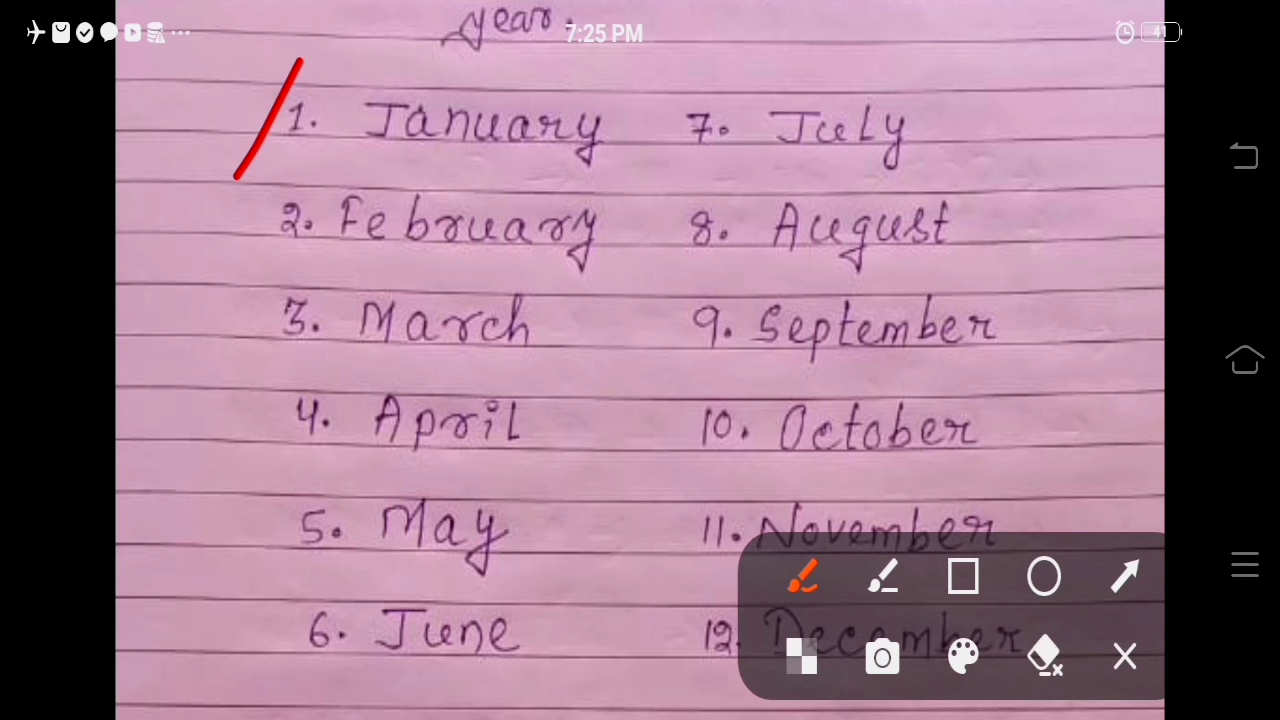 year.
7:25 PM
41
1. January
2. February
3. March
4. April
5. May
6. June
7. July
8. August
9. September
10. October
11. November
12. December